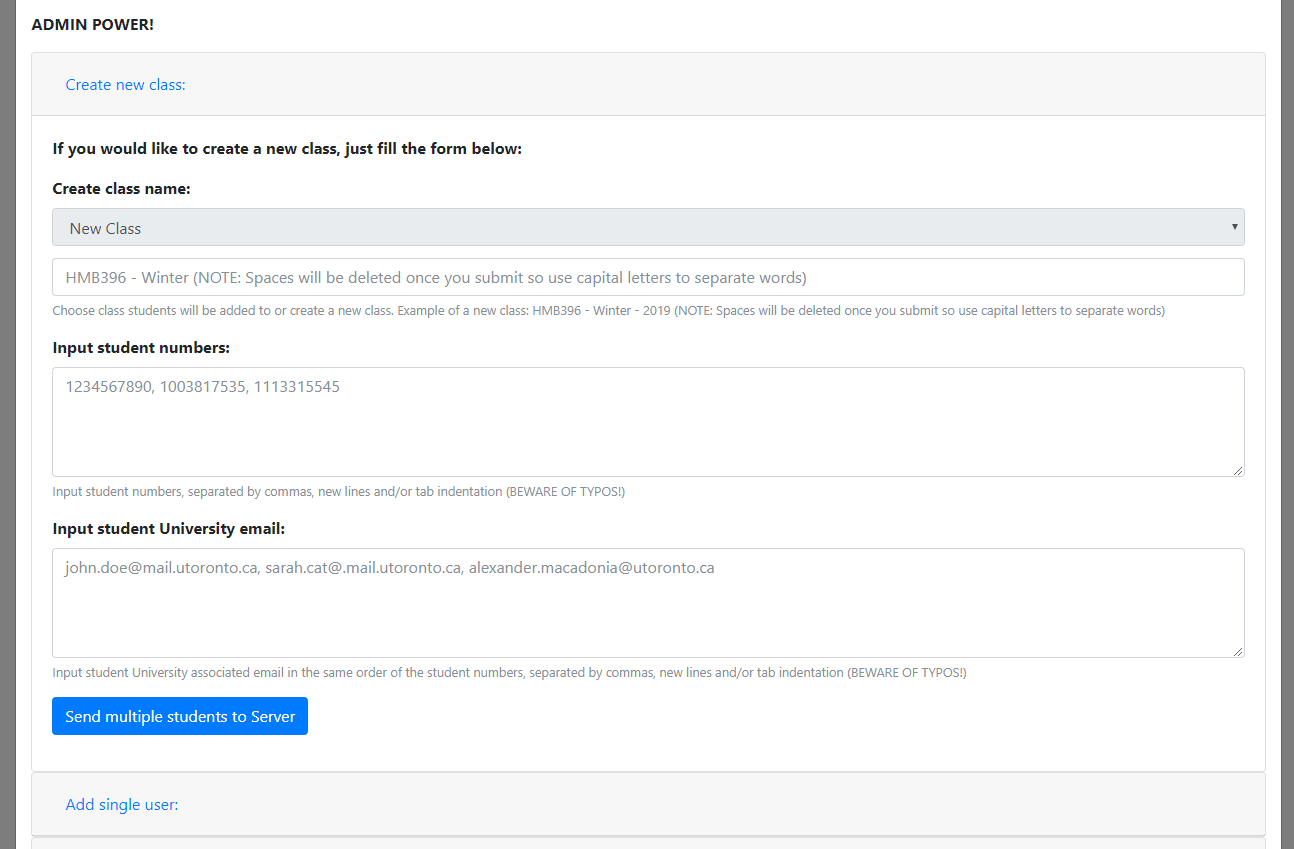 ADMIN POWER!
Create new class:
If you would like to create a new class, just fill the form below:
Create class name:
New Class
HMB396 - Winter (NOTE: Spaces will be deleted once you submit so use capital letters to separate words)
Choose class students will be added to or create a new class. Example of a new class: HMB396 - Winter - 2019 (NOTE: Spaces will be deleted once you submit so use capital letters to separate words)
Input student numbers:
1234567890, 1003817535, 1113315545
Input student numbers, separated by commas, new lines and/or tab indentation (BEWARE OF TYPOS!)
Input student University email:
john.doe@mail.utoronto.ca, sarah.cat@.mail.utoronto.ca, alexander.macadonia@utoronto.ca
Input student University associated email in the same order of the student numbers, separated by commas, new lines and/or tab indentation (BEWARE OF TYPOS!)
Send multiple students to Server
Add single user: